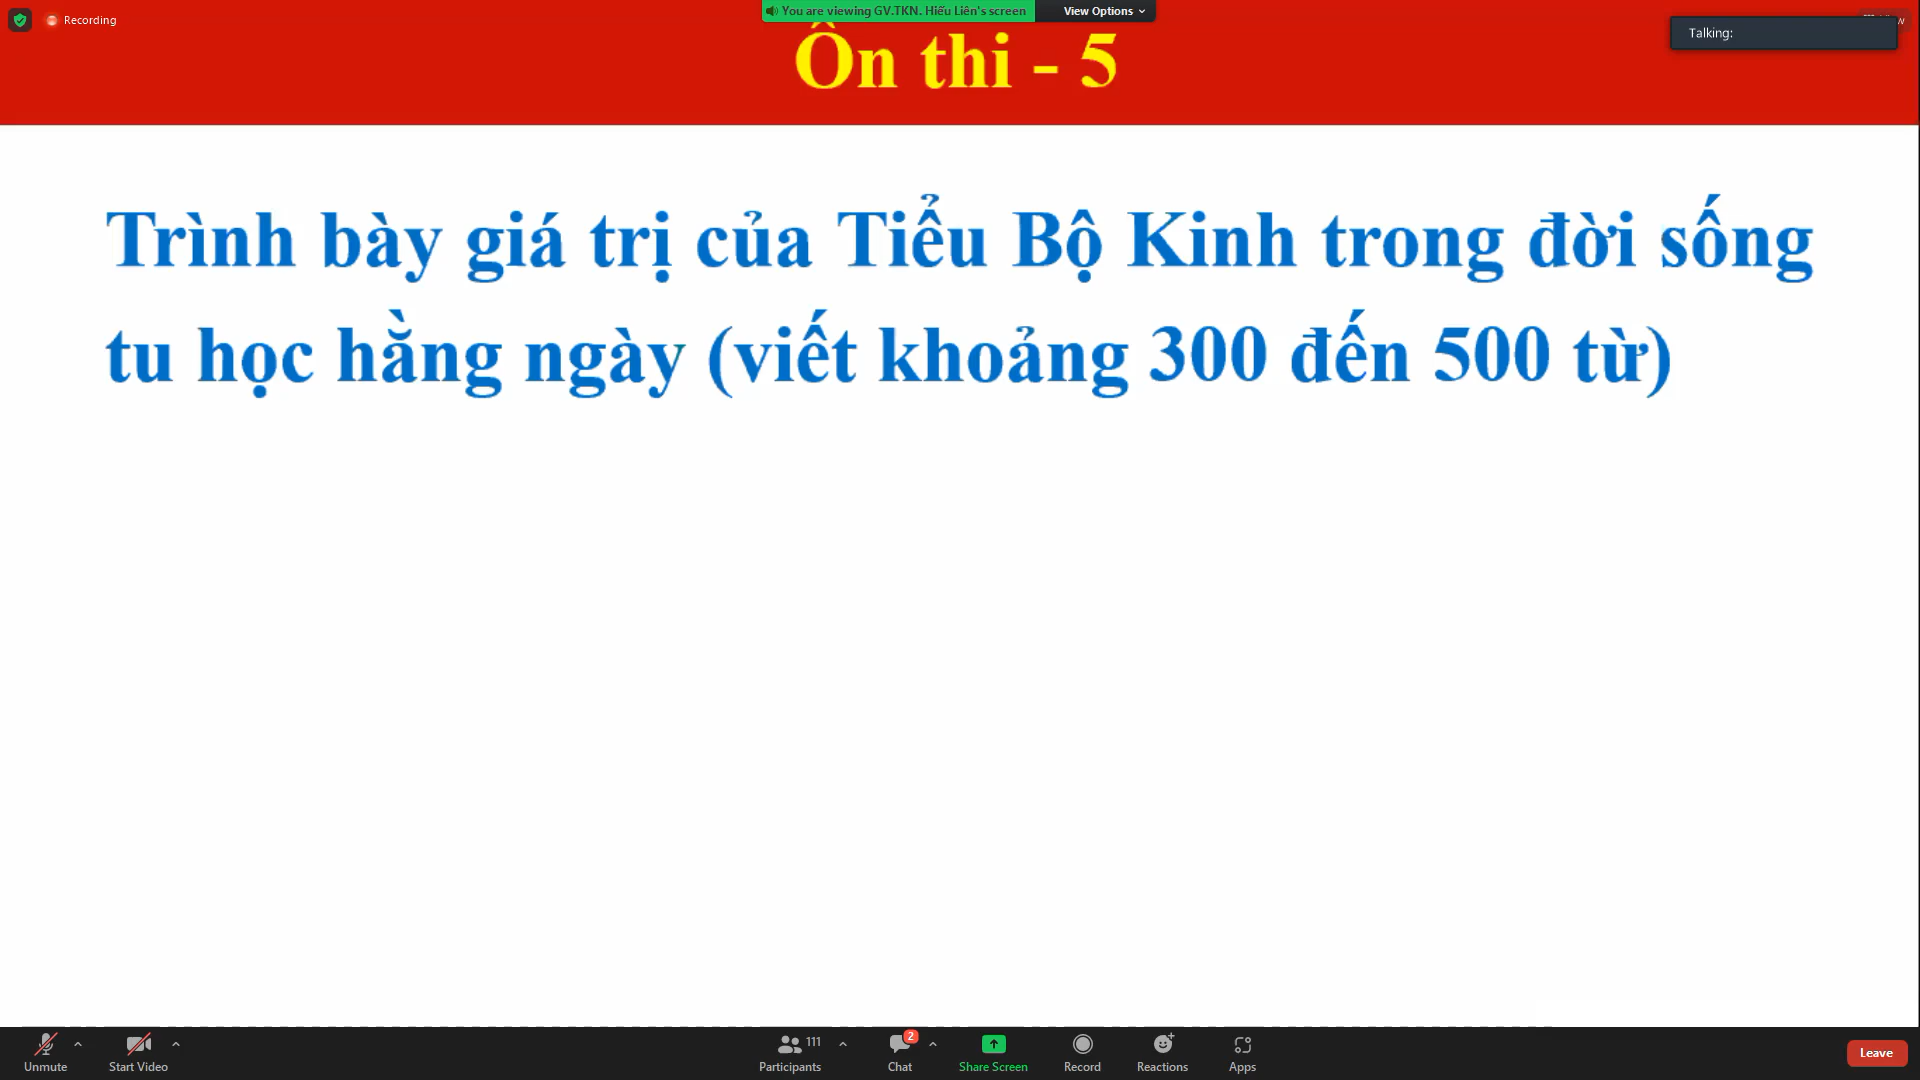 Recording
You are viewing GV.TKN. Hiếu Liên's screen
View Options
Talking:
Ôn thi - 5
Trình bày giá trị của Tiểu Bộ Kinh trong đời sống
tu học hằng ngày (viết khoảng 300 đến 500 từ)
Unmute
Start Video
Participants
111
Chat
2
Share Screen
Record
Reactions
Apps
Leave